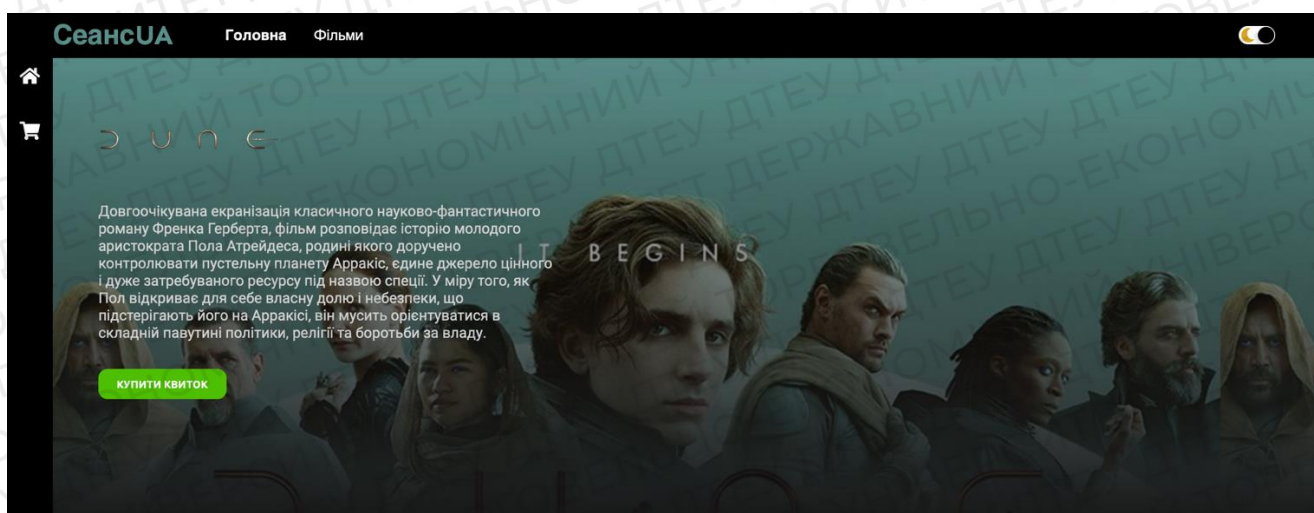 СеансUA
Головна Фільми
DUNE
Довгоочікувана екранізація класичного науково-фантастичного
роману Френка Герберта, фільм розповідає історію молодого
аристократа Пола Атрейдеса, родині якого доручено
контролювати пустельну планету Арракіс, єдине джерело цінного
і дуже затребуваного ресурсу під назвою спеції. У міру того, як
Пол відкриває для себе власну долю і небезпеки, що
підстерігають його на Арракісі, він мусить орієнтуватися в
складній павутині політики, релігії та боротьби за владу.
IT BEGINS
КУПИТИ КВИТОК